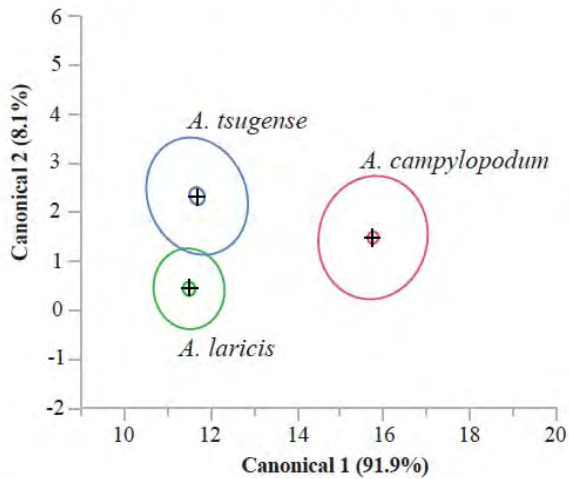 6
5
4
3
2
1
0
-1
-2
Canonical 2 (8.1%)
A. tsugense
A. campylopodum
A. laricis
10 12 14 16 18 20
Canonical 1 (91.9%)